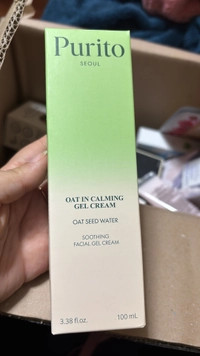 Purito
SEOUL
OAT IN CALMING
GEL CREAM
OAT SEED WATER
SOOTHING
FACIAL GEL CREAM
3.38 fl.oz. 100 mL